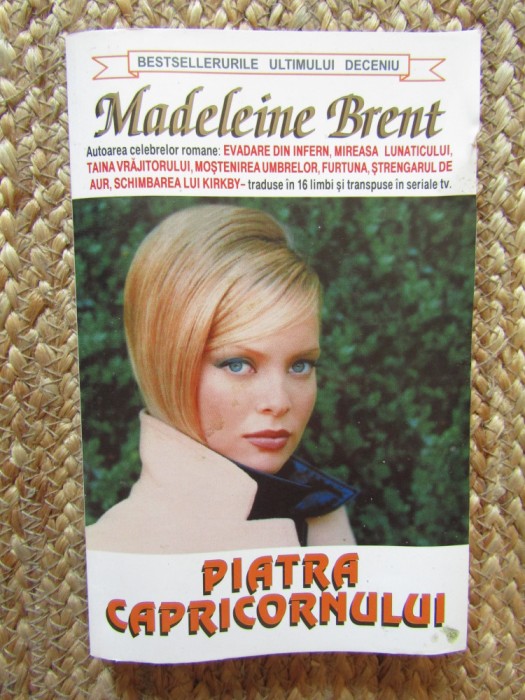 BESTSELLERURILE ULTIMULUI DECENIU
Madeleine Brent
Autoarea celebrelor romane: EVADARE DIN INFERN, MIREASA LUNATICULUI,
TAINA VRĂJITORULUI, MOȘTENIREA UMBRELOR, FURTUNA, ȘTRENGARUL DE
AUR, SCHIMBAREA LUI KIRKBY– traduse în 16 limbi și transpuse în seriale tv.
PIATRA
CAPRICORNULUI